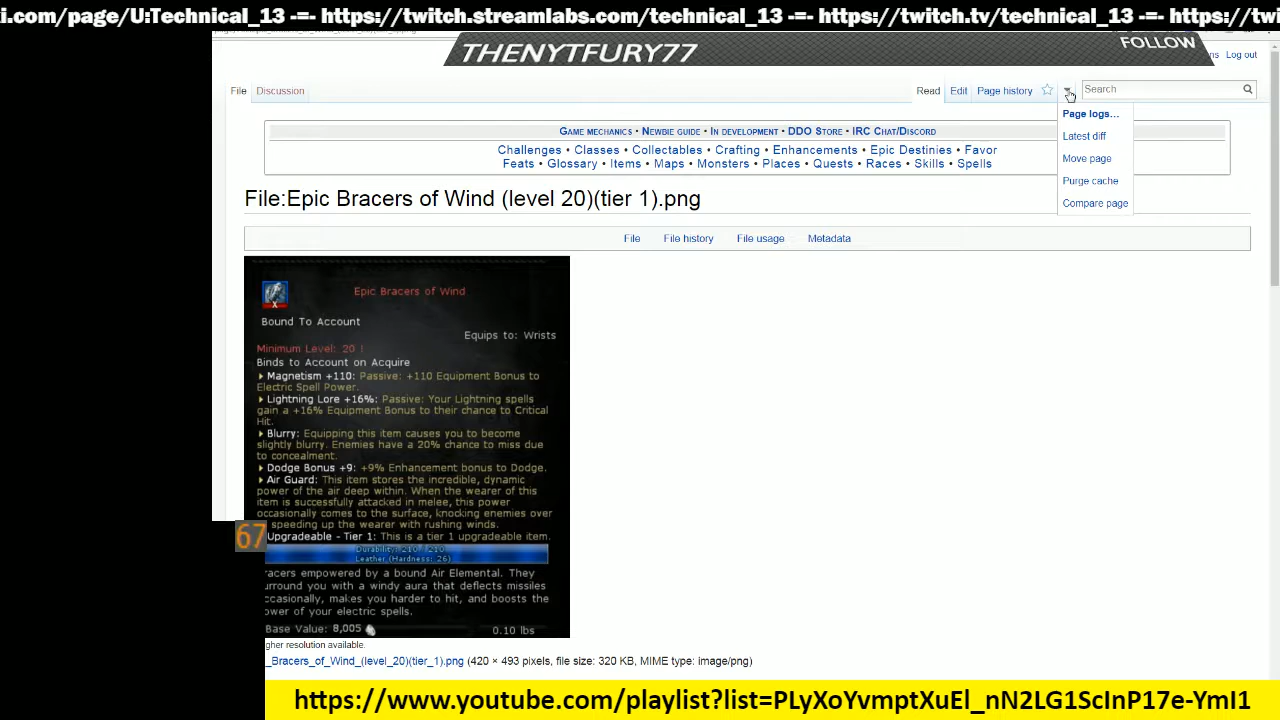 i.com/page/U:Technical_13 -=- https://twitch.streamlabs.com/technical_13 -=- https://twitch.tv/technical_13 -=- https://twi
THENYTFURY77
FOLLOW
ns Log out
File Discussion Read Edit Page history Search
Page logs...
Latest diff
Move page
Purge cache
Compare page
Game mechanics • Newbie guide • In development • DDO Store • IRC Chat/Discord
Challenges • Classes • Collectables • Crafting • Enhancements • Epic Destinies • Favor
Feats • Glossary • Items • Maps • Monsters • Places • Quests • Races • Skills • Spells
File:Epic Bracers of Wind (level 20)(tier 1).png
File File history File usage Metadata
Epic Bracers of Wind
Bound To Account
Equips to: Wrists
Minimum Level: 20 !
Binds to Account on Acquire
Magnetism +110: Passive: +110 Equipment Bonus to
Electric Spell Power.
Lightning Lore +16%: Passive: Your Lightning spells
gain a +16% Equipment Bonus to their chance to Critical
Hit.
Blurry: Equipping this item causes you to become
slightly blurry. Enemies have a 20% chance to miss due
to concealment.
Dodge Bonus +9: +9% Enhancement bonus to Dodge.
Air Guard: This item stores the incredible, dynamic
power of the air deep within. When the wearer of this
item is successfully attacked in melee, this power
occasionally comes to the surface, knocking enemies over
speeding up the wearer with rushing winds.
67
Upgradeable - Tier 1: This is a tier 1 upgradeable item.
Durability: 210 / 210
Leather (Hardness: 26)
racers empowered by a bound Air Elemental. They
urround you with a windy aura that deflects missiles
ccasionally, makes you harder to hit, and boosts the
ower of your electric spells.
Base Value: 8,005 0.10 lbs
gher resolution available.
_Bracers_of_Wind_(level_20)(tier_1).png (420 × 493 pixels, file size: 320 KB, MIME type: image/png)
https://www.youtube.com/playlist?list=PLyXoYvmptXuEl_nN2LG1ScInP17e-YmI1